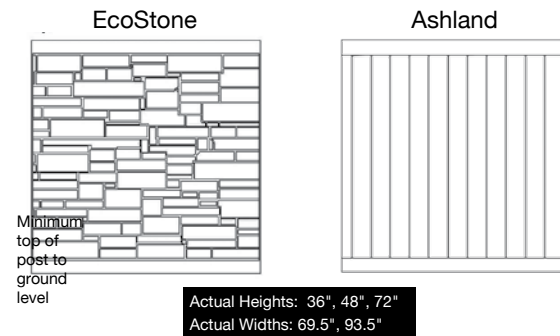 EcoStone
Ashland
Minimum
top of
post to
ground
level
Actual Heights:  36", 48", 72"
Actual Widths: 69.5", 93.5"